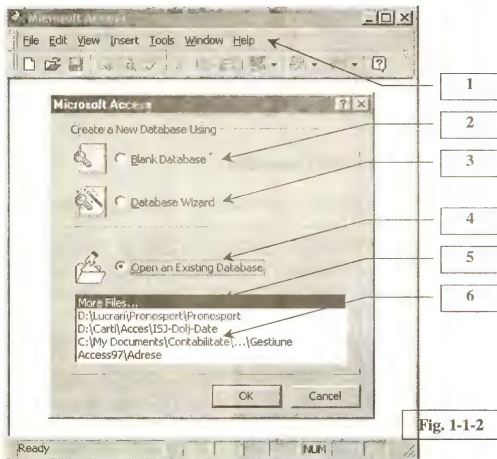 Microsoft Access
File Edit View Insert Tools Window Help
1
Microsoft Access
2
Create a New Database Using
Blank Database
3
Database Wizard
4
Open an Existing Database
5
More Files...
6
D:\Lucrari\Pronosport\Pronosport
D:\Carti\Acces\ISJ-Dolj-Date
C:\My Documents\Contabilitate\...\Gestiune
Access97\Adrese
OK Cancel
Fig. 1-1-2
Ready NUM